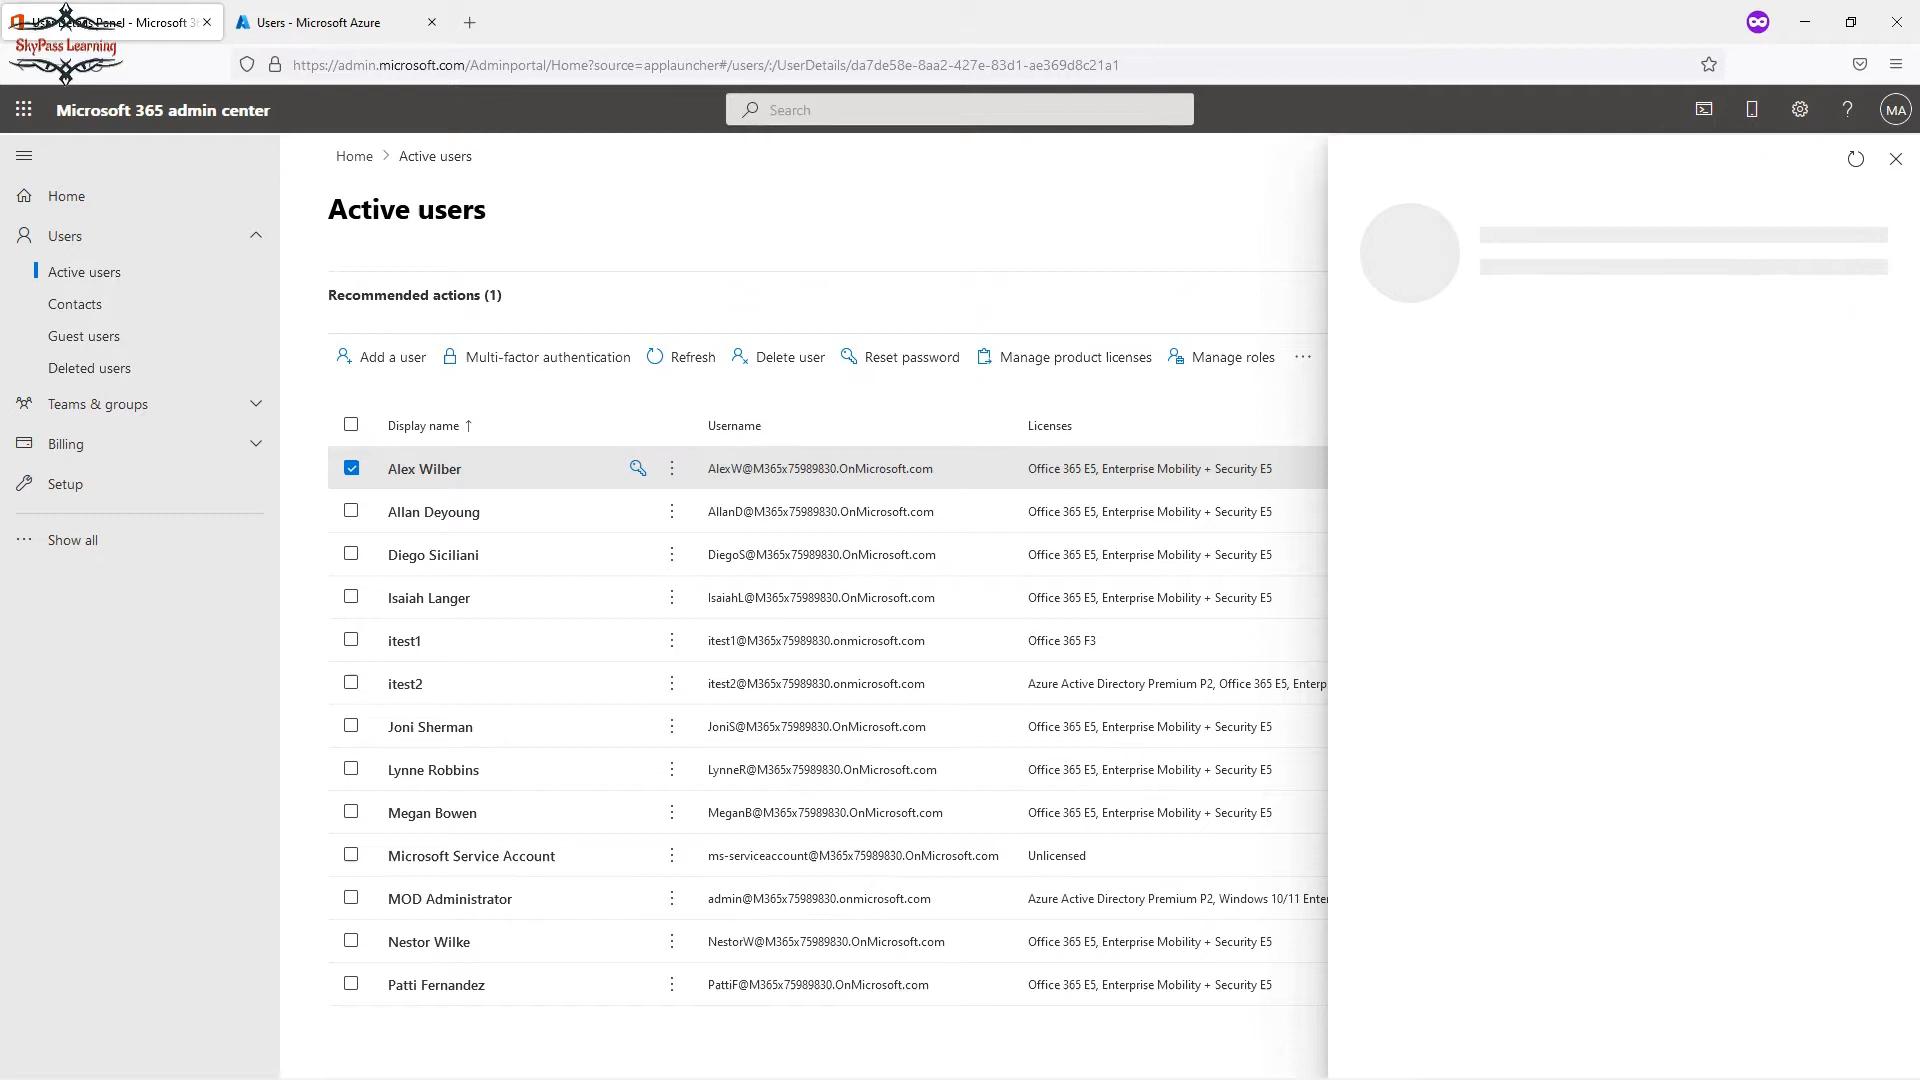 User Details Panel - Microsoft 36
Users - Microsoft Azure
SkyPass Learning
https://admin.microsoft.com/Adminportal/Home?source=applauncher#/users/:/UserDetails/da7de58e-8aa2-427e-83d1-ae369d8c21a1
Microsoft 365 admin center
Search
MA
Home
Users
Active users
Contacts
Guest users
Deleted users
Teams & groups
Billing
Setup
Show all
Home > Active users
Active users
Recommended actions (1)
Add a user Multi-factor authentication Refresh Delete user Reset password Manage product licenses Manage roles
Display name ↑ Username Licenses
Alex Wilber AlexW@M365x75989830.OnMicrosoft.com Office 365 E5, Enterprise Mobility + Security E5
Allan Deyoung AllanD@M365x75989830.OnMicrosoft.com Office 365 E5, Enterprise Mobility + Security E5
Diego Siciliani DiegoS@M365x75989830.OnMicrosoft.com Office 365 E5, Enterprise Mobility + Security E5
Isaiah Langer IsaiahL@M365x75989830.OnMicrosoft.com Office 365 E5, Enterprise Mobility + Security E5
itest1 itest1@M365x75989830.onmicrosoft.com Office 365 F3
itest2 itest2@M365x75989830.onmicrosoft.com Azure Active Directory Premium P2, Office 365 E5, Enterp
Joni Sherman JoniS@M365x75989830.OnMicrosoft.com Office 365 E5, Enterprise Mobility + Security E5
Lynne Robbins LynneR@M365x75989830.OnMicrosoft.com Office 365 E5, Enterprise Mobility + Security E5
Megan Bowen MeganB@M365x75989830.OnMicrosoft.com Office 365 E5, Enterprise Mobility + Security E5
Microsoft Service Account ms-serviceaccount@M365x75989830.OnMicrosoft.com Unlicensed
MOD Administrator admin@M365x75989830.onmicrosoft.com Azure Active Directory Premium P2, Windows 10/11 Enter
Nestor Wilke NestorW@M365x75989830.OnMicrosoft.com Office 365 E5, Enterprise Mobility + Security E5
Patti Fernandez PattiF@M365x75989830.OnMicrosoft.com Office 365 E5, Enterprise Mobility + Security E5